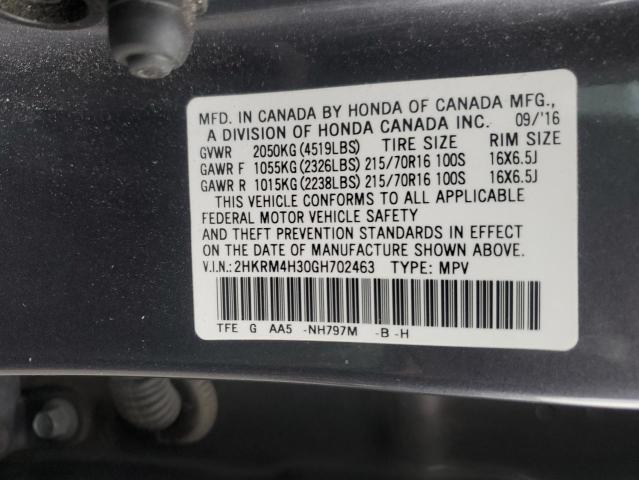 MFD. IN CANADA BY HONDA OF CANADA MFG.,
A DIVISION OF HONDA CANADA INC. 09/'16
GVWR 2050KG (4519LBS) TIRE SIZE RIM SIZE
GAWR F 1055KG (2326LBS) 215/70R16 100S 16X6.5J
GAWR R 1015KG (2238LBS) 215/70R16 100S 16X6.5J
THIS VEHICLE CONFORMS TO ALL APPLICABLE
FEDERAL MOTOR VEHICLE SAFETY
AND THEFT PREVENTION STANDARDS IN EFFECT
ON THE DATE OF MANUFACTURE SHOWN ABOVE.
V.I.N.: 2HKRM4H30GH702463 TYPE: MPV
TFE G AA5 -NH797M -B -H